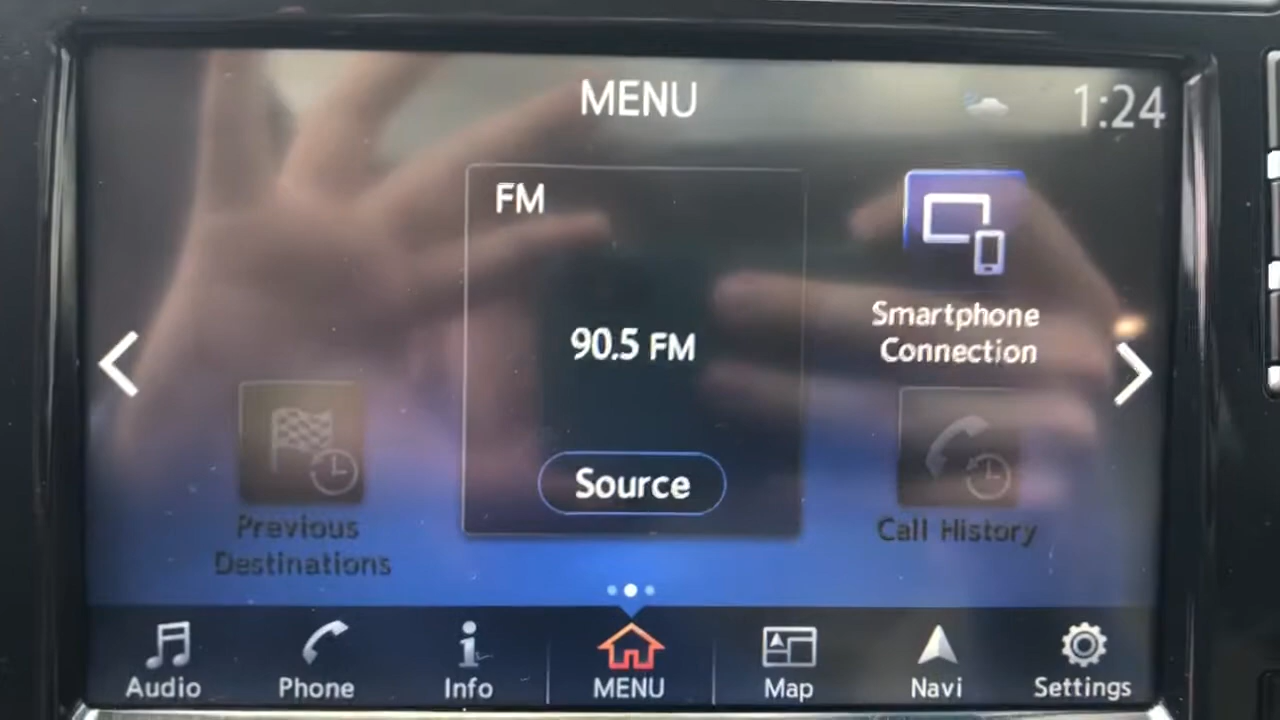 MENU
1:24
FM
90.5 FM
Source
Smartphone
Connection
Previous
Destinations
Call History
Audio
Phone
Info
MENU
Map
Navi
Settings